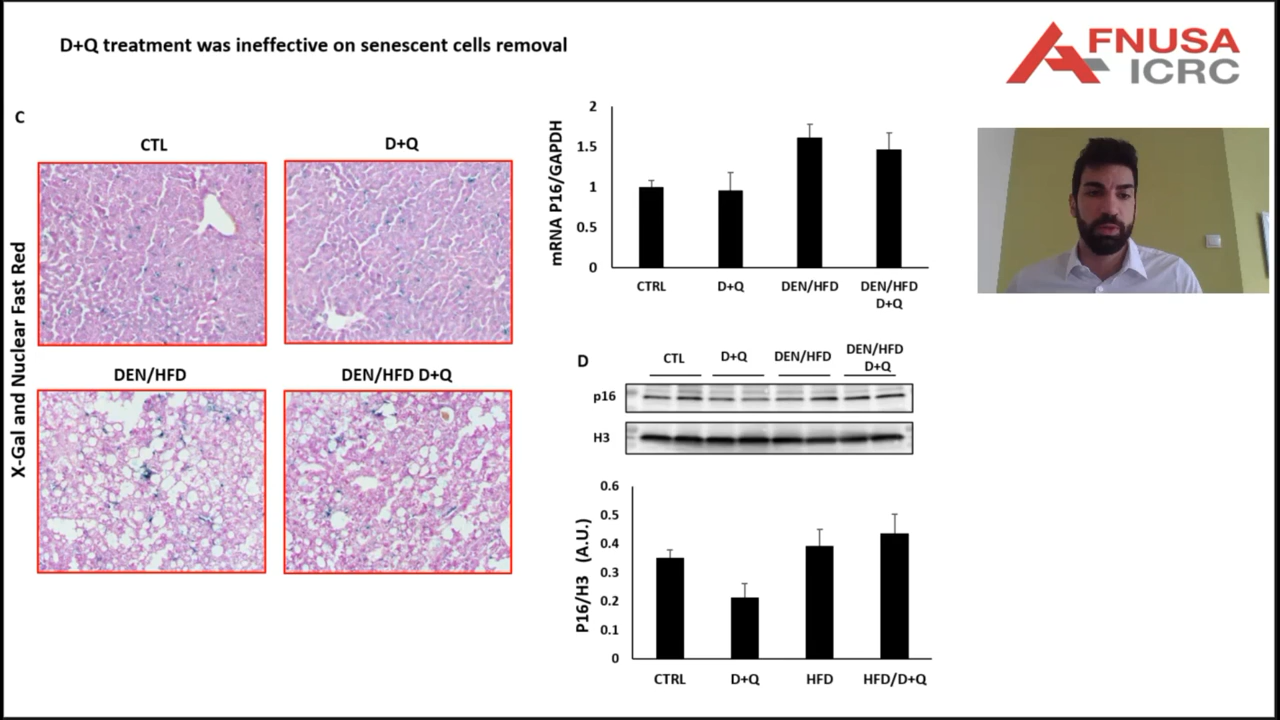 D+Q treatment was ineffective on senescent cells removal
FNUSA
ICRC
C
X-Gal and Nuclear Fast Red
CTL
D+Q
DEN/HFD
DEN/HFD D+Q
mRNA P16/GAPDH
2
1.5
1
0.5
0
CTRL
D+Q
DEN/HFD
DEN/HFD
D+Q
D
CTL
D+Q
DEN/HFD
DEN/HFD
D+Q
p16
H3
P16/H3 (A.U.)
0.6
0.5
0.4
0.3
0.2
0.1
0
CTRL
D+Q
HFD
HFD/D+Q